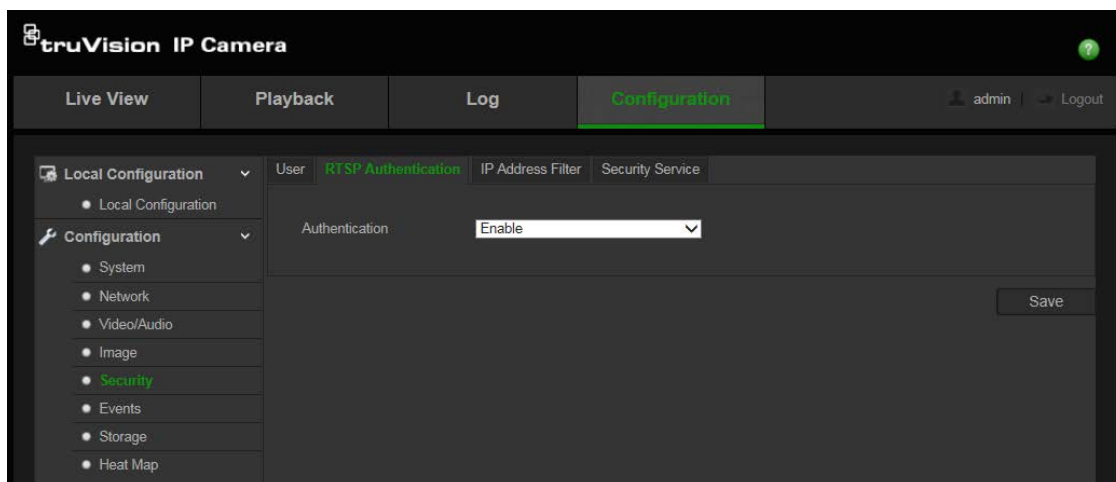 truVision IP Camera
?
Live View Playback Log Configuration admin Logout
Local Configuration
Local Configuration
Configuration
System
Network
Video/Audio
Image
Security
Events
Storage
Heat Map
User RTSP Authentication IP Address Filter Security Service
Authentication Enable
Save